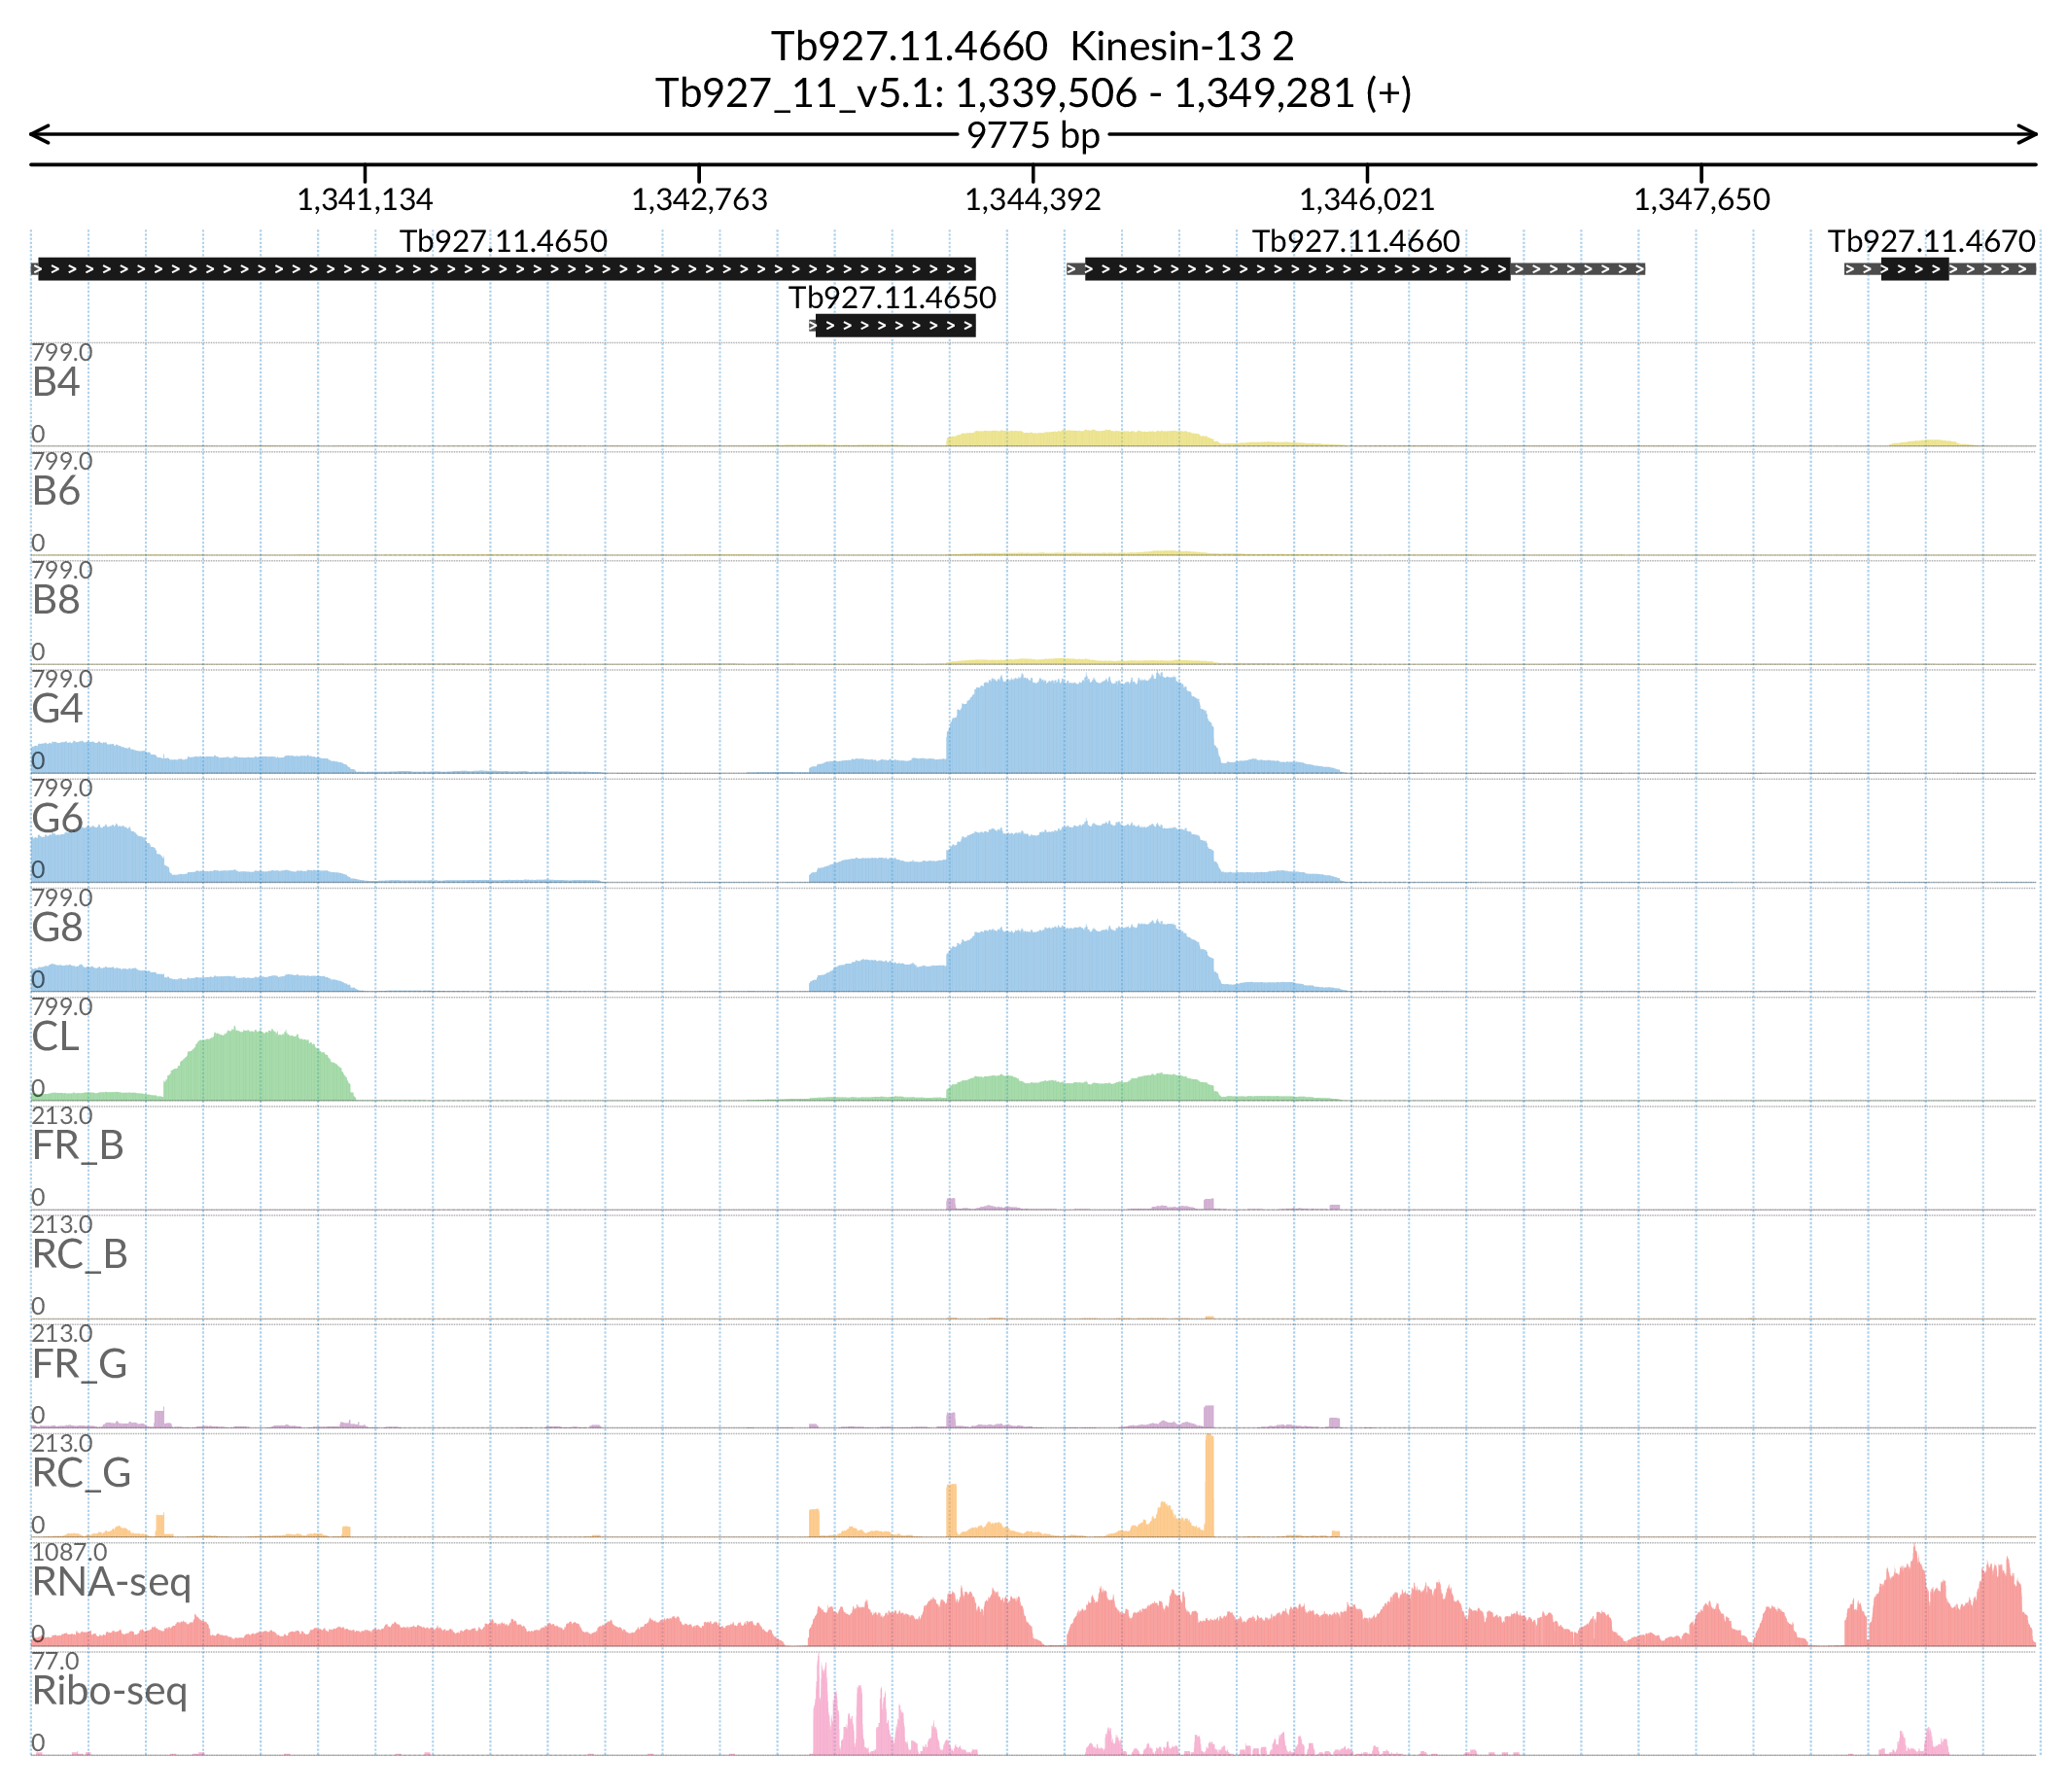 Tb927.11.4660 Kinesin-13 2
Tb927_11_v5.1: 1,339,506 - 1,349,281 (+)
9775 bp
1,341,134 1,342,763 1,344,392 1,346,021 1,347,650
Tb927.11.4650 Tb927.11.4660 Tb927.11.4670
Tb927.11.4650
799.0
B4
0
799.0
B6
0
799.0
B8
0
799.0
G4
0
799.0
G6
0
799.0
G8
0
799.0
CL
0
213.0
FR_B
0
213.0
RC_B
0
213.0
FR_G
0
213.0
RC_G
0
1087.0
RNA-seq
0
77.0
Ribo-seq
0